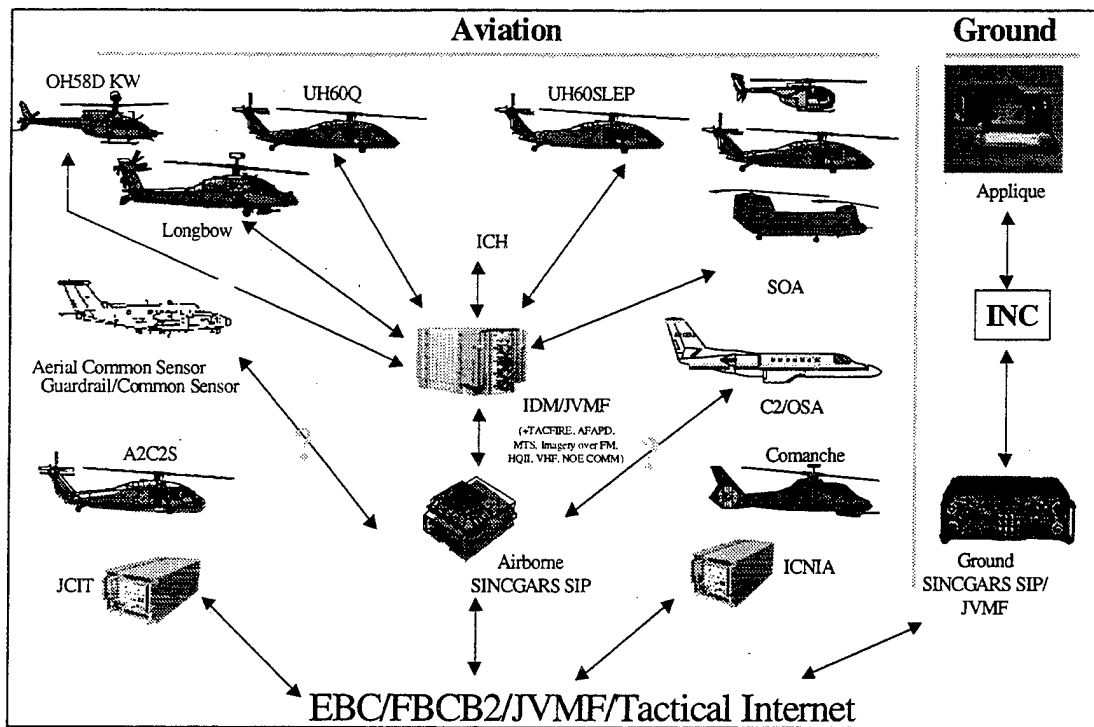 Aviation
Ground
OH58D KW
UH60Q
UH60SLEP
Applique
Longbow
ICH
SOA
INC
Aerial Common Sensor
Guardrail/Common Sensor
IDM/JVMF
(+TACFIRE, AFAPD,
MTS, Imagery over FM,
HQII, VHF, NOE COMM)
C2/OSA
?
?
A2C2S
Comanche
JCIT
Airborne
SINCGARS SIP
ICNIA
Ground
SINCGARS SIP/
JVMF
EBC/FBCB2/JVMF/Tactical Internet